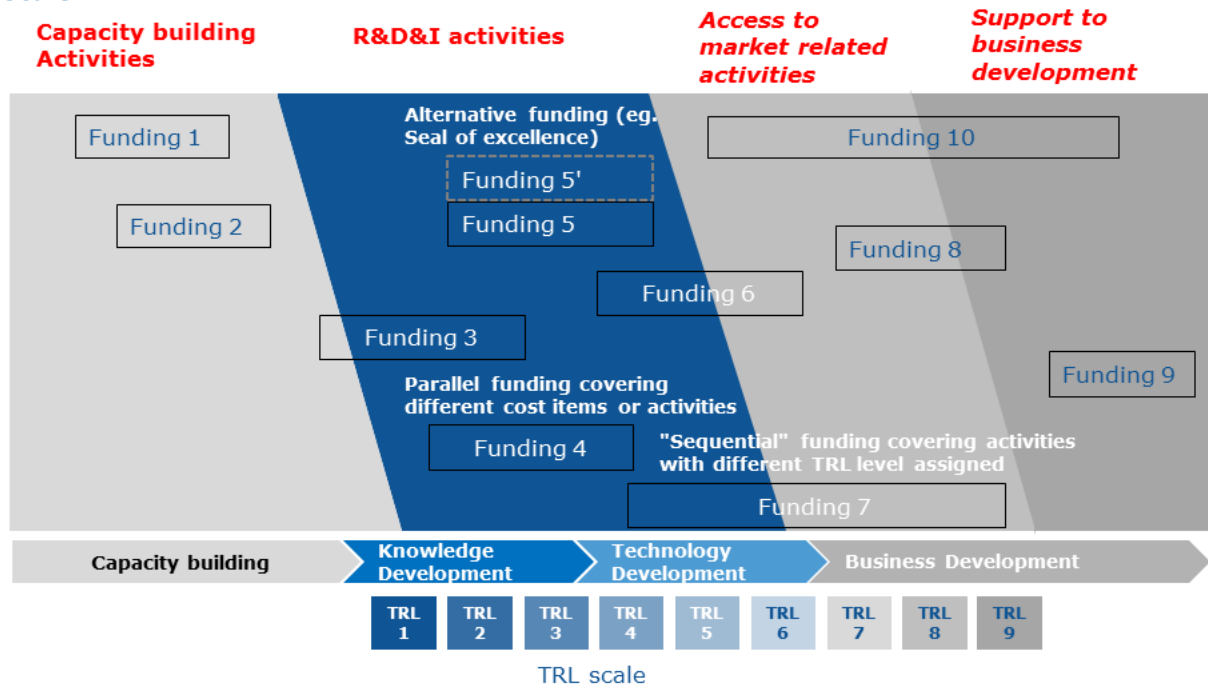 Capacity building
Activities
R&D&I activities
Access to
market related
activities
Support to
business
development
Alternative funding (eg.
Seal of excellence)
Funding 1
Funding 10
Funding 5'
Funding 2
Funding 5
Funding 8
Funding 6
Funding 3
Funding 9
Parallel funding covering
different cost items or activities
Funding 4
"Sequential" funding covering activities
with different TRL level assigned
Funding 7
Capacity building
Knowledge
Development
Technology
Development
Business Development
TRL
1
TRL
2
TRL
3
TRL
4
TRL
5
TRL
6
TRL
7
TRL
8
TRL
9
TRL scale